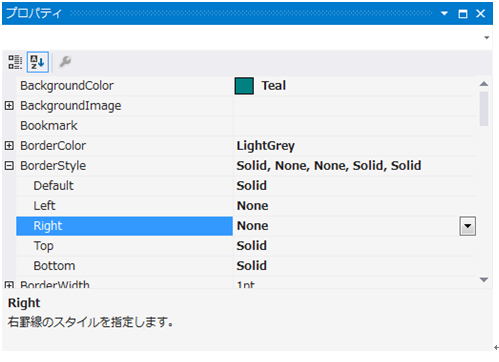 プロパティ
BackgroundColor Teal
BackgroundImage
Bookmark
BorderColor LightGrey
BorderStyle Solid, None, None, Solid, Solid
Default Solid
Left None
Right None
Top Solid
Bottom Solid
BorderWidth 1pt
Right
右罫線のスタイルを指定します。